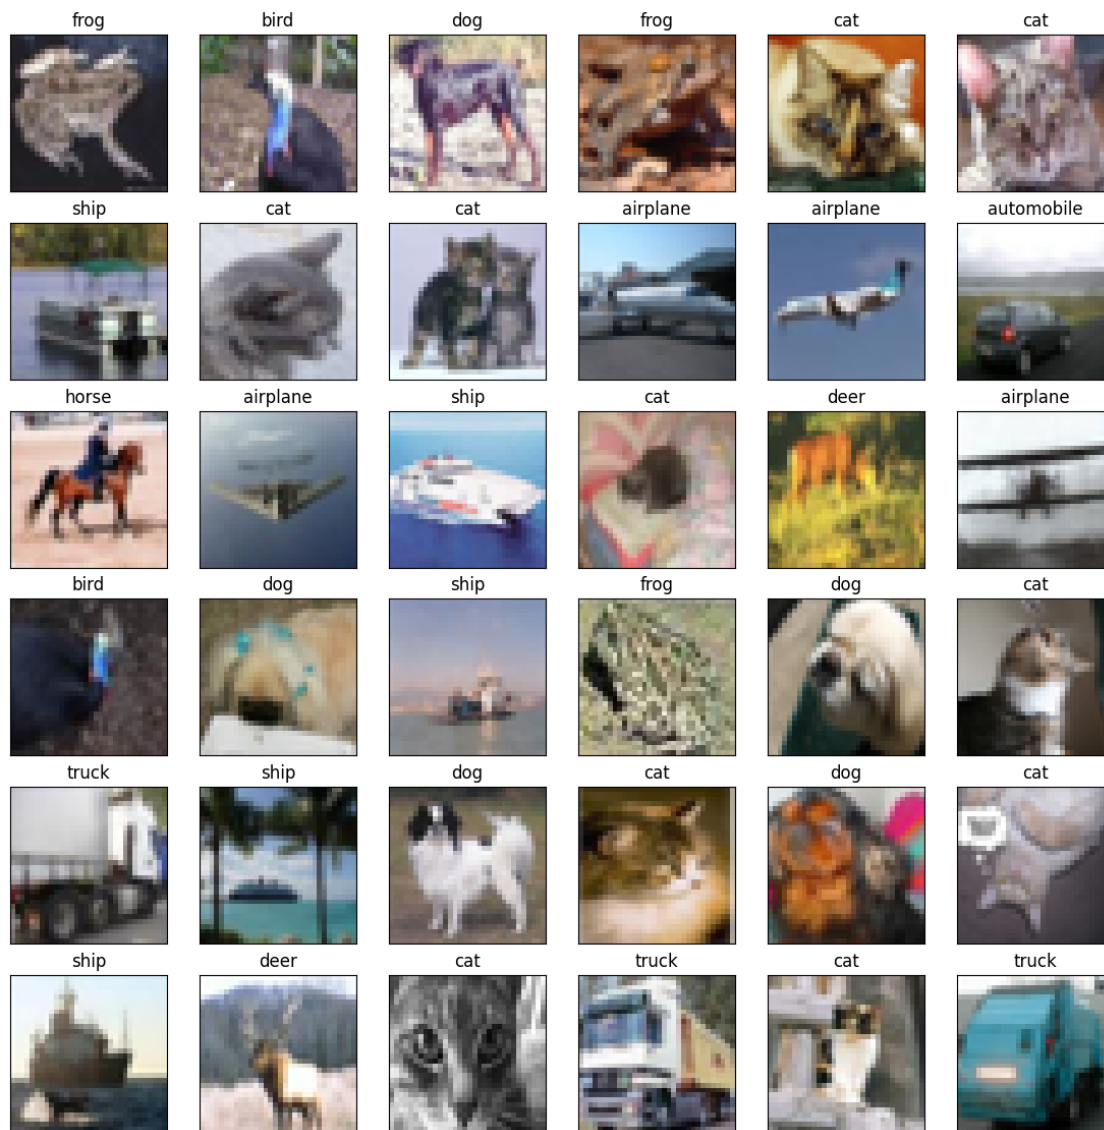 frog bird dog frog cat cat
ship cat cat airplane airplane automobile
horse airplane ship cat deer airplane
bird dog ship frog dog cat
truck ship dog cat dog cat
ship deer cat truck cat truck